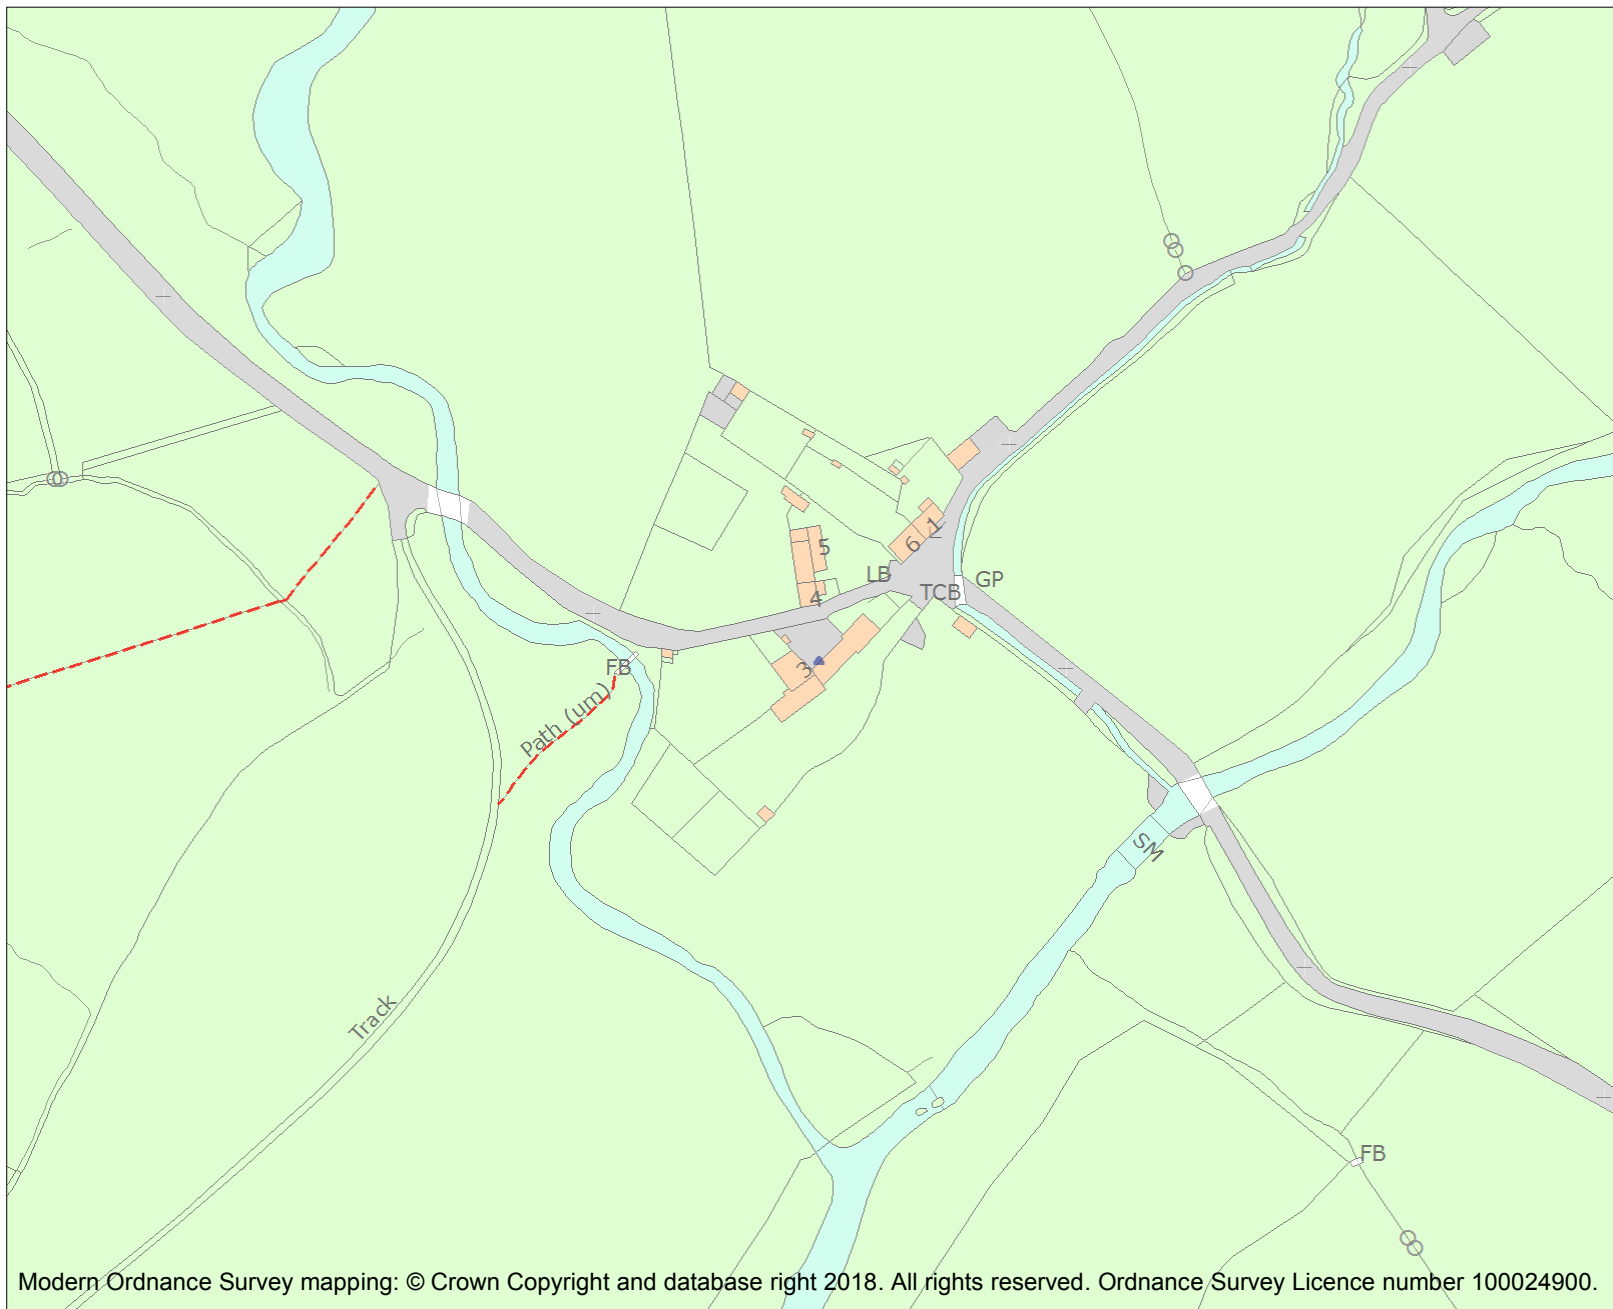 5
1
6
LB
GP
TCB
4
FB
3
Path (um)
SM
Track
FB
Modern Ordnance Survey mapping: © Crown Copyright and database right 2018. All rights reserved. Ordnance Survey Licence number 100024900.